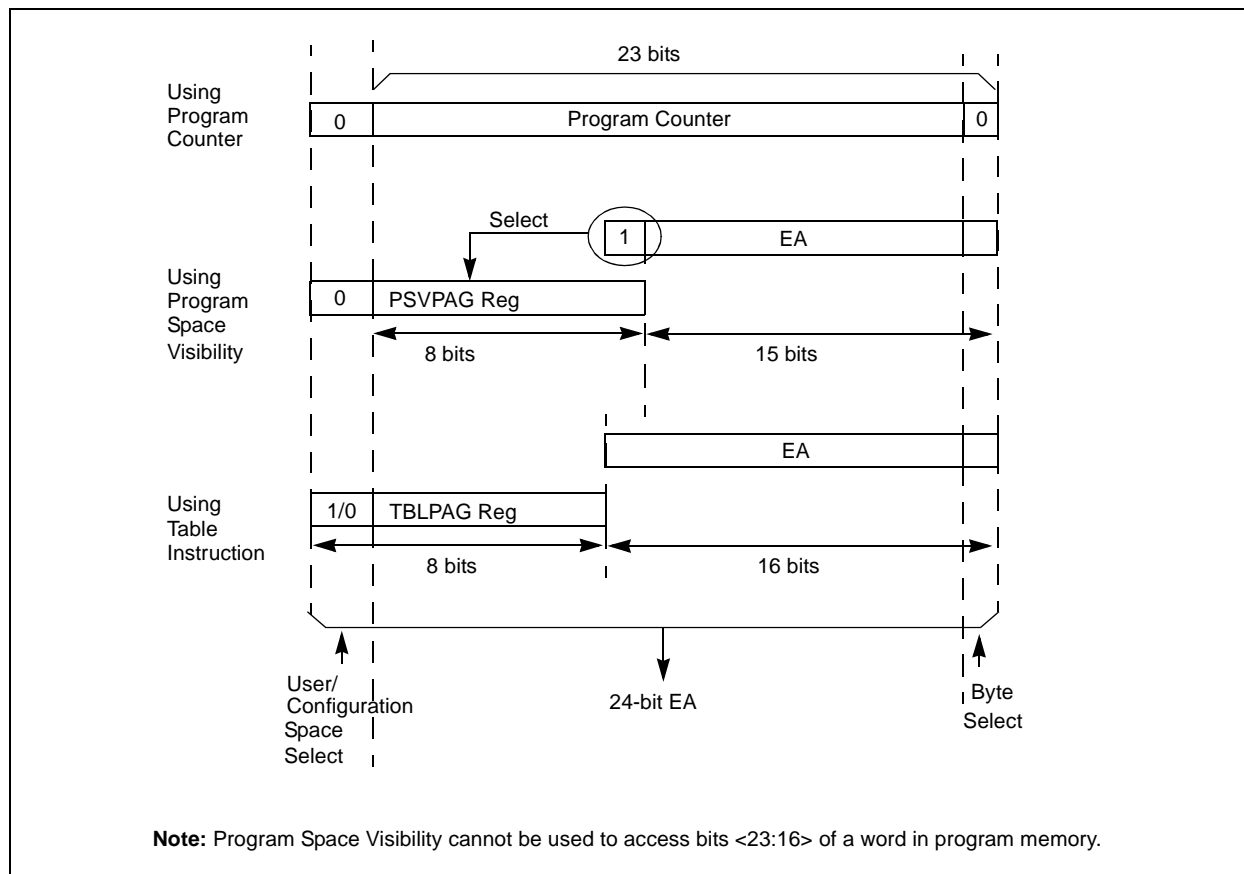 23 bits
Using
Program
Counter
0
Program Counter
0
Select
1
EA
Using
Program
Space
Visibility
0
PSVPAG Reg
8 bits
15 bits
EA
Using
Table
Instruction
1/0
TBLPAG Reg
8 bits
16 bits
User/
Configuration
Space
Select
24-bit EA
Byte
Select
Note: Program Space Visibility cannot be used to access bits <23:16> of a word in program memory.